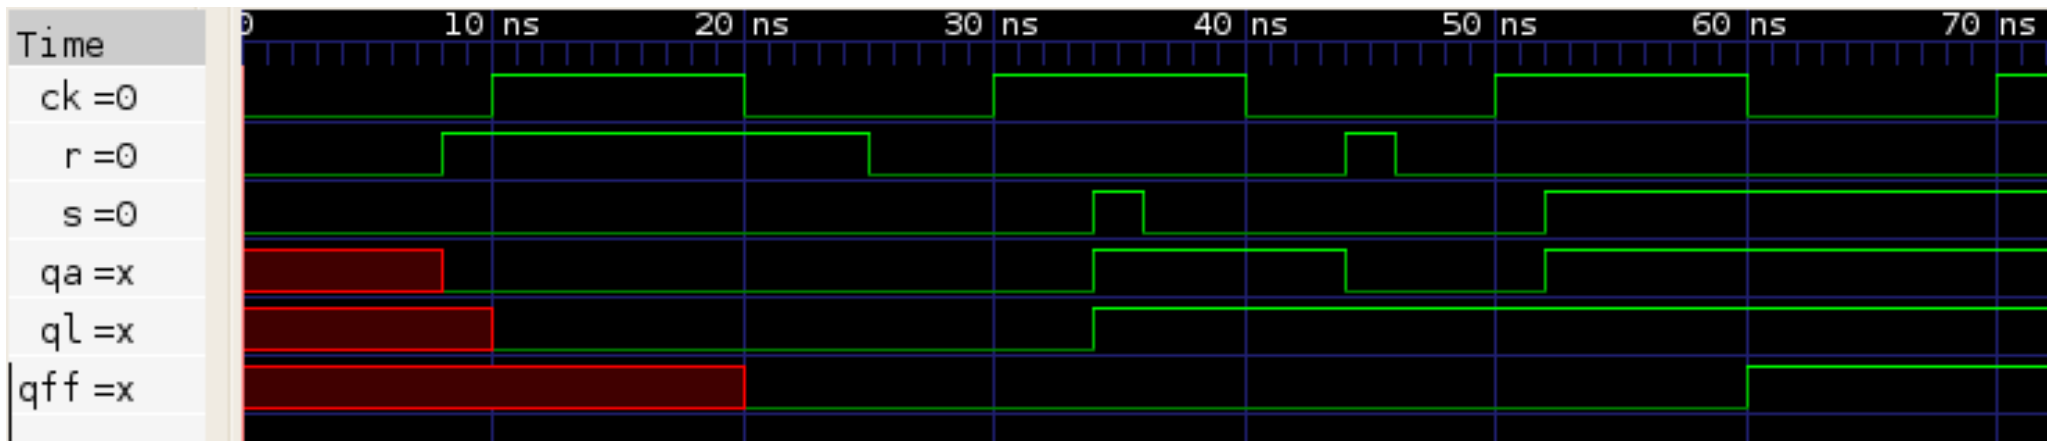 0 10 ns 20 ns 30 ns 40 ns 50 ns 60 ns 70 ns
Time
ck =0
r =0
s =0
qa =x
ql =x
qff =x